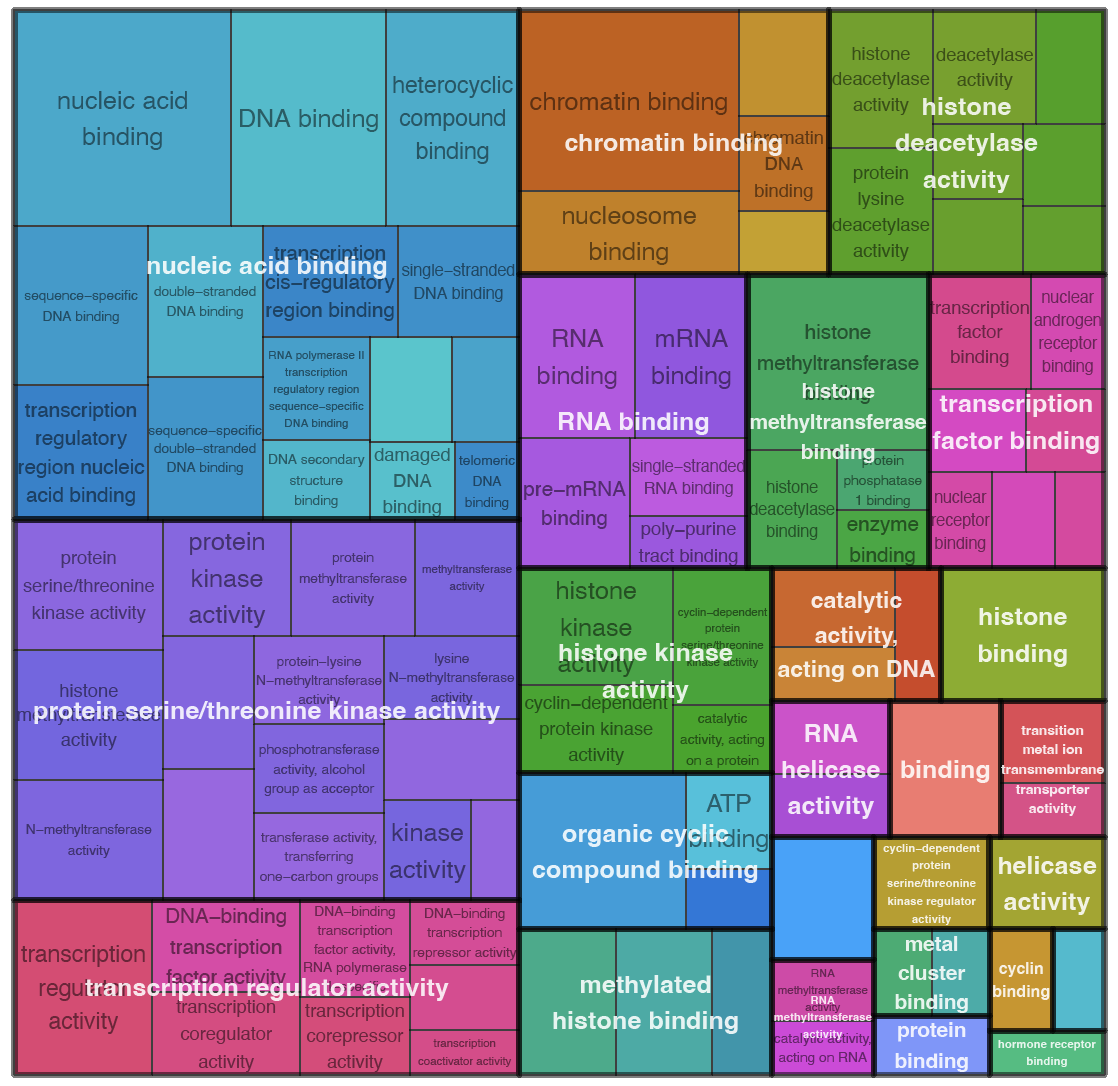 nucleic acid
binding
DNA binding
heterocyclic
compound
binding
nucleic acid binding
sequence−specific
DNA binding
double−stranded
DNA binding
transcription
cis−regulatory
region binding
single−stranded
DNA binding
transcription
regulatory
region nucleic
acid binding
sequence−specific
double−stranded
DNA binding
RNA polymerase II
transcription
regulatory region
sequence−specific
DNA binding
DNA secondary
structure
binding
damaged
DNA
binding
telomeric
DNA
binding
chromatin binding
chromatin binding
chromatin
DNA
binding
nucleosome
binding
histone
deacetylase
activity
deacetylase
activity
histone
deacetylase
activity
protein
lysine
deacetylase
activity
RNA
binding
mRNA
binding
RNA binding
pre−mRNA
binding
single−stranded
RNA binding
poly−purine
tract binding
histone
methyltransferase
binding
histone
methyltransferase
binding
histone
deacetylase
binding
protein
phosphatase
1 binding
enzyme
binding
transcription
factor
binding
nuclear
androgen
receptor
binding
transcription
factor binding
nuclear
receptor
binding
protein
serine/threonine
kinase activity
protein
kinase
activity
protein
methyltransferase
activity
methyltransferase
activity
histone
methyltransferase
activity
protein−lysine
N−methyltransferase
activity
lysine
N−methyltransferase
activity
protein serine/threonine kinase activity
phosphotransferase
activity, alcohol
group as acceptor
N−methyltransferase
activity
transferase activity,
transferring
one−carbon groups
kinase
activity
histone
kinase
activity
cyclin−dependent
protein
serine/threonine
kinase activity
histone kinase
activity
cyclin−dependent
protein kinase
activity
catalytic
activity, acting
on a protein
catalytic
activity,
acting on DNA
histone
binding
RNA
helicase
activity
binding
transition
metal ion
transmembrane
transporter
activity
organic cyclic
compound binding
ATP
binding
cyclin−dependent
protein
serine/threonine
kinase regulator
activity
helicase
activity
transcription
regulator
activity
DNA−binding
transcription
factor activity
DNA−binding
transcription
factor activity,
RNA polymerase
DNA−binding
transcription
repressor activity
transcription regulator activity
transcription
coregulator
activity
transcription
corepressor
activity
transcription
coactivator activity
methylated
histone binding
RNA
methyltransferase
activity
RNA
methyltransferase
activity
catalytic activity,
acting on RNA
metal
cluster
binding
cyclin
binding
protein
binding
hormone receptor
binding